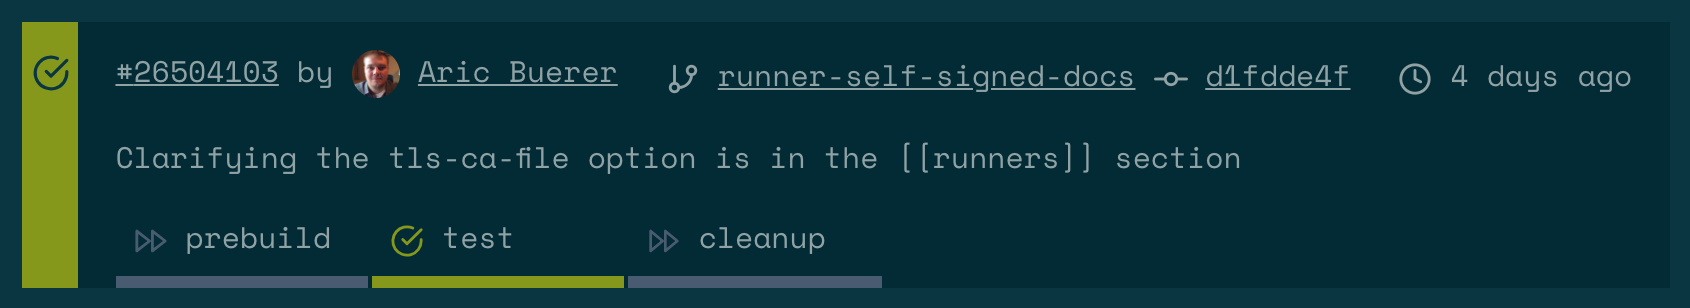 #26504103 by Aric Buerer runner-self-signed-docs d1fdde4f 4 days ago
Clarifying the tls-ca-file option is in the [[runners]] section
prebuild test cleanup